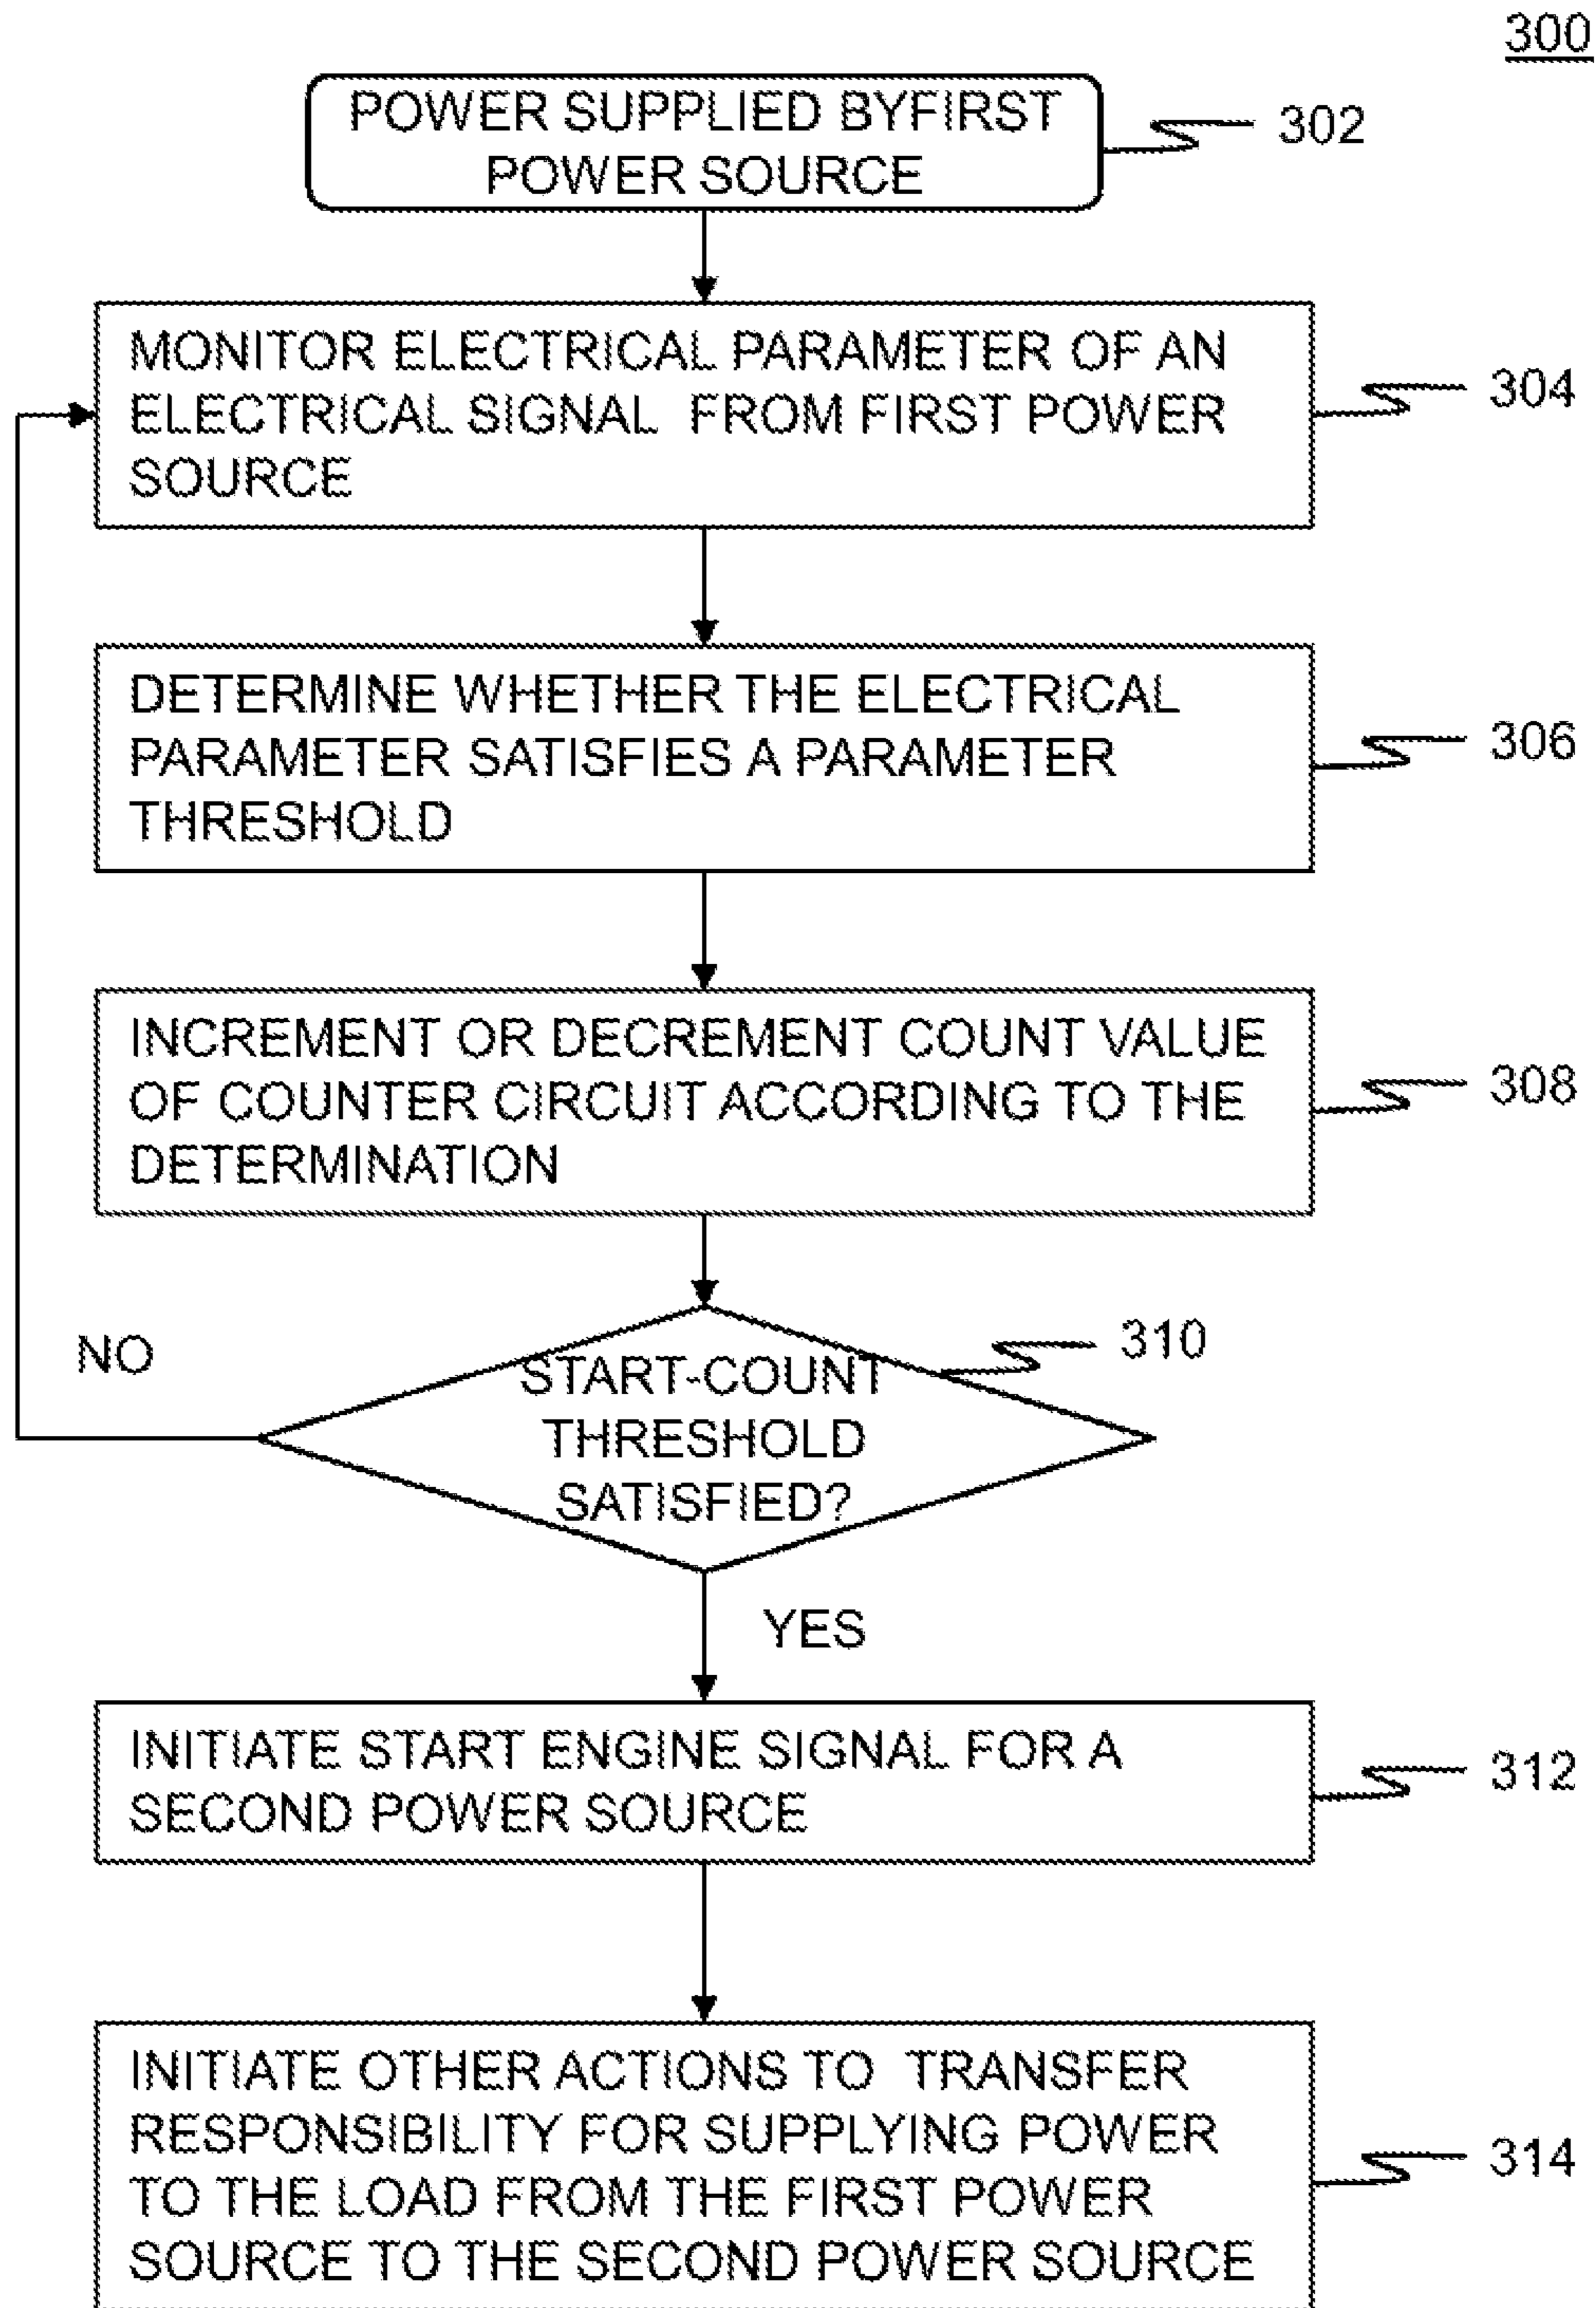 300
POWER SUPPLIED BYFIRST
POWER SOURCE
302
MONITOR ELECTRICAL PARAMETER OF AN
ELECTRICAL SIGNAL FROM FIRST POWER
SOURCE
304
DETERMINE WHETHER THE ELECTRICAL
PARAMETER SATISFIES A PARAMETER
THRESHOLD
306
INCREMENT OR DECREMENT COUNT VALUE
OF COUNTER CIRCUIT ACCORDING TO THE
DETERMINATION
308
NO
START-COUNT
THRESHOLD
SATISFIED?
310
YES
INITIATE START ENGINE SIGNAL FOR A
SECOND POWER SOURCE
312
INITIATE OTHER ACTIONS TO TRANSFER
RESPONSIBILITY FOR SUPPLYING POWER
TO THE LOAD FROM THE FIRST POWER
SOURCE TO THE SECOND POWER SOURCE
314